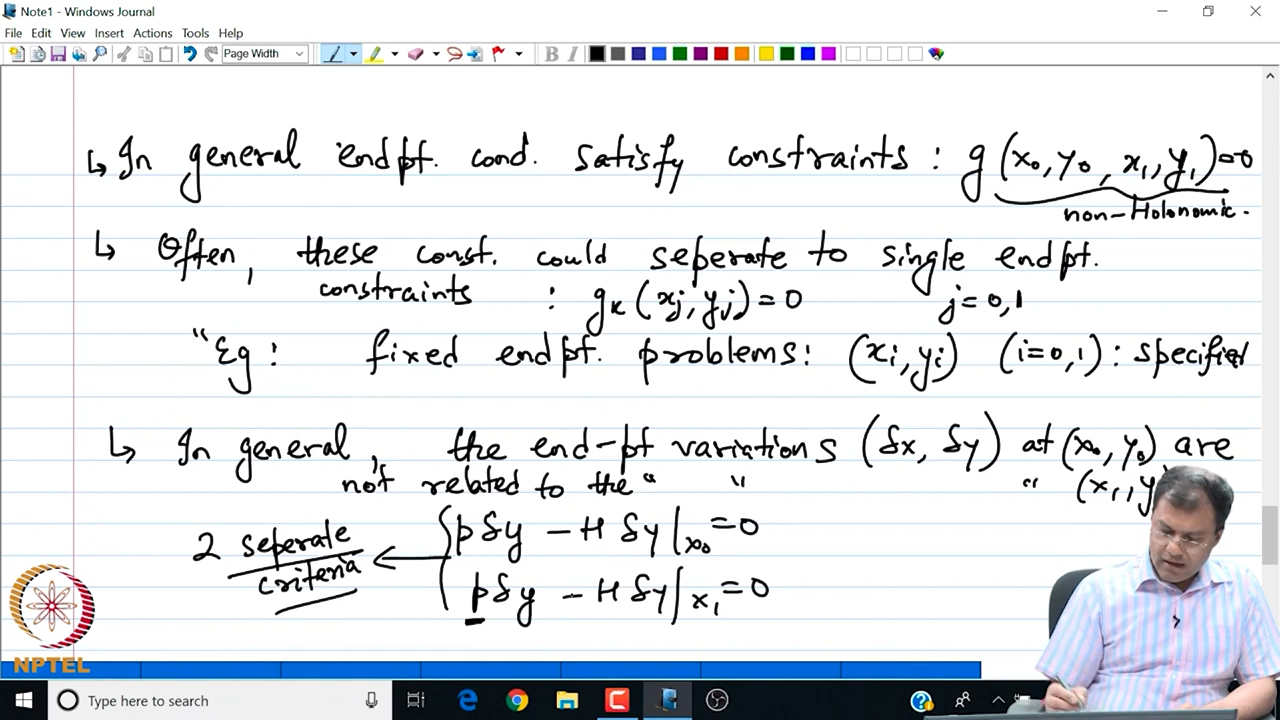 Note1 - Windows Journal
File Edit View Insert Actions Tools Help
Page Width
B I
↳ In general endpt. cond. satisfy constraints : g(x₀, y₀, x₁, y₁)=0
non-Holonomic.
↳ Often, these const. could seperate to single endpt.
constraints : gₖ(xⱼ, yⱼ) = 0 j=0,1
"Eg : fixed endpt. problems: (xᵢ, yᵢ) (i=0,1) : specified
↳ In general, the end-pt variations (δx, δy) at (x₀, y₀) are
not related to the " " " (x₁, y
2 seperate criteria ← { pδy - H δy|x₀ = 0
pδy - H δy|x₁ = 0
NPTEL
Type here to search